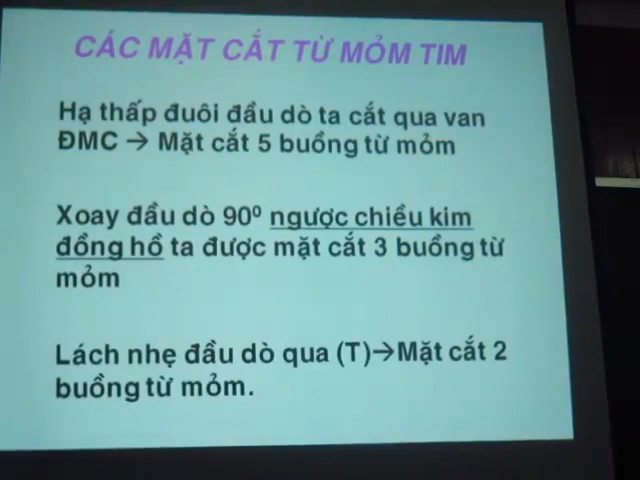 CÁC MẶT CẮT TỪ MỎM TIM
Hạ thấp đuôi đầu dò ta cắt qua van
ĐMC → Mặt cắt 5 buồng từ mỏm
Xoay đầu dò 90º ngược chiều kim
đồng hồ ta được mặt cắt 3 buồng từ
mỏm
Lách nhẹ đầu dò qua (T)→Mặt cắt 2
buồng từ mỏm.